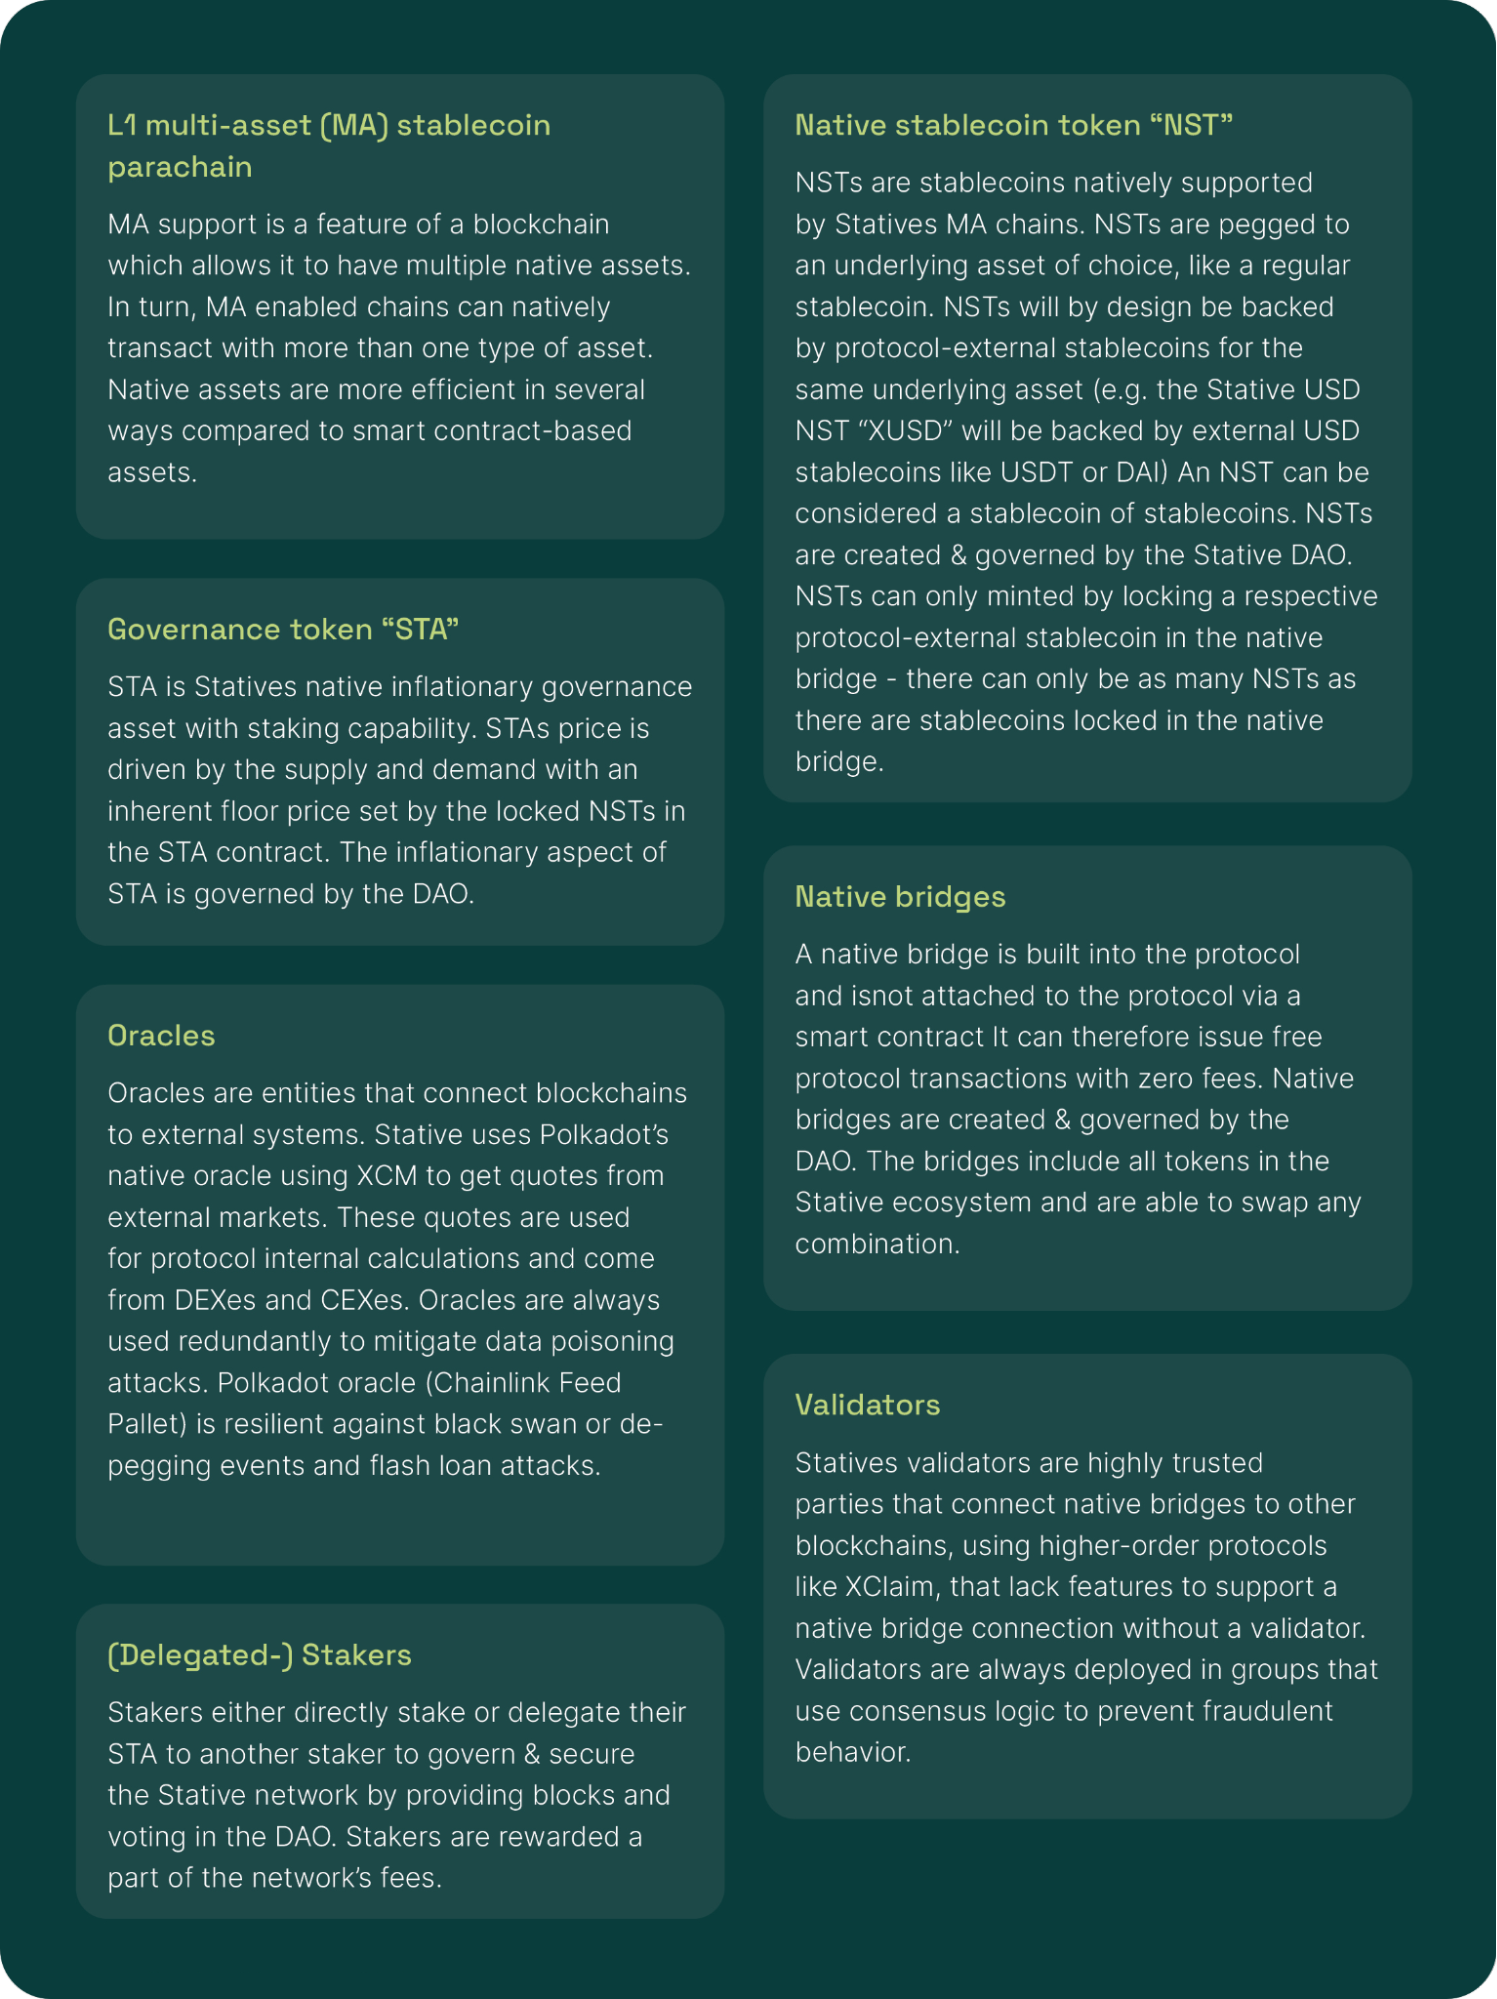 L1 multi-asset (MA) stablecoin
parachain
MA support is a feature of a blockchain
which allows it to have multiple native assets.
In turn, MA enabled chains can natively
transact with more than one type of asset.
Native assets are more efficient in several
ways compared to smart contract-based
assets.
Governance token “STA”
STA is Statives native inflationary governance
asset with staking capability. STAs price is
driven by the supply and demand with an
inherent floor price set by the locked NSTs in
the STA contract. The inflationary aspect of
STA is governed by the DAO.
Oracles
Oracles are entities that connect blockchains
to external systems. Stative uses Polkadot’s
native oracle using XCM to get quotes from
external markets. These quotes are used
for protocol internal calculations and come
from DEXes and CEXes. Oracles are always
used redundantly to mitigate data poisoning
attacks. Polkadot oracle (Chainlink Feed
Pallet) is resilient against black swan or de-
pegging events and flash loan attacks.
(Delegated-) Stakers
Stakers either directly stake or delegate their
STA to another staker to govern & secure
the Stative network by providing blocks and
voting in the DAO. Stakers are rewarded a
part of the network’s fees.
Native stablecoin token “NST”
NSTs are stablecoins natively supported
by Statives MA chains. NSTs are pegged to
an underlying asset of choice, like a regular
stablecoin. NSTs will by design be backed
by protocol-external stablecoins for the
same underlying asset (e.g. the Stative USD
NST “XUSD” will be backed by external USD
stablecoins like USDT or DAI) An NST can be
considered a stablecoin of stablecoins. NSTs
are created & governed by the Stative DAO.
NSTs can only minted by locking a respective
protocol-external stablecoin in the native
bridge - there can only be as many NSTs as
there are stablecoins locked in the native
bridge.
Native bridges
A native bridge is built into the protocol
and isnot attached to the protocol via a
smart contract It can therefore issue free
protocol transactions with zero fees. Native
bridges are created & governed by the
DAO. The bridges include all tokens in the
Stative ecosystem and are able to swap any
combination.
Validators
Statives validators are highly trusted
parties that connect native bridges to other
blockchains, using higher-order protocols
like XClaim, that lack features to support a
native bridge connection without a validator.
Validators are always deployed in groups that
use consensus logic to prevent fraudulent
behavior.